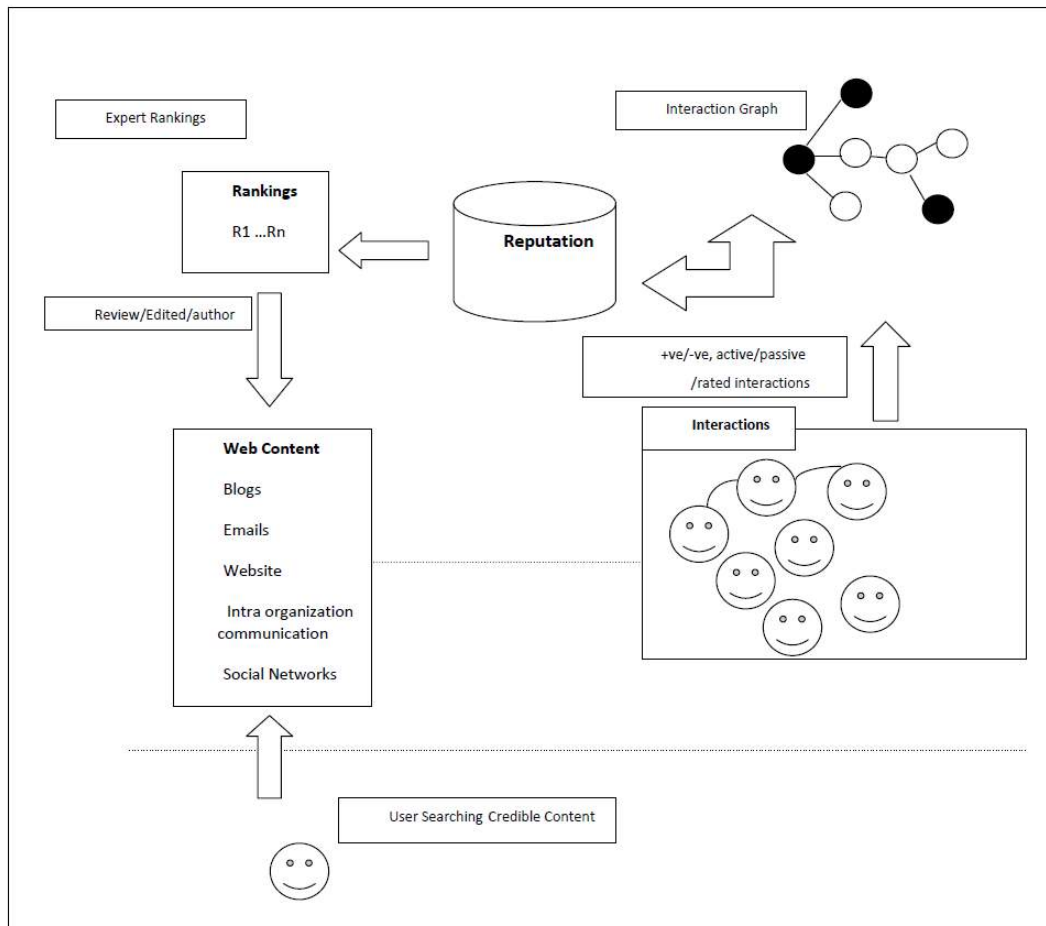 Expert Rankings
Interaction Graph
Rankings
R1 ...Rn
Reputation
Review/Edited/author
+ve/-ve, active/passive
/rated interactions
Interactions
Web Content
Blogs
Emails
Website
Intra organization
communication
Social Networks
User Searching Credible Content